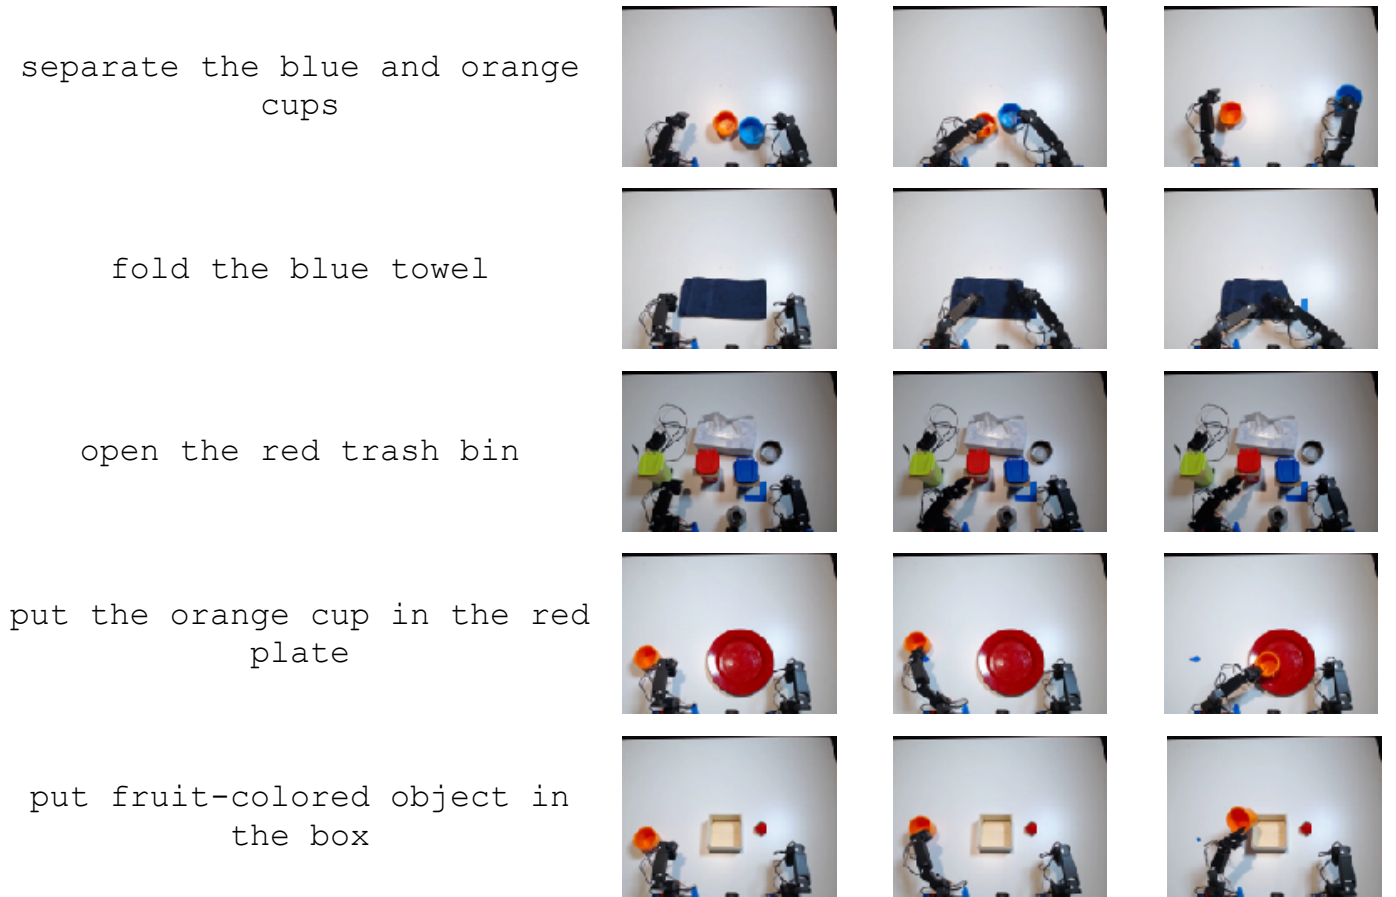 separate the blue and orange
cups
fold the blue towel
open the red trash bin
put the orange cup in the red
plate
put fruit-colored object in
the box